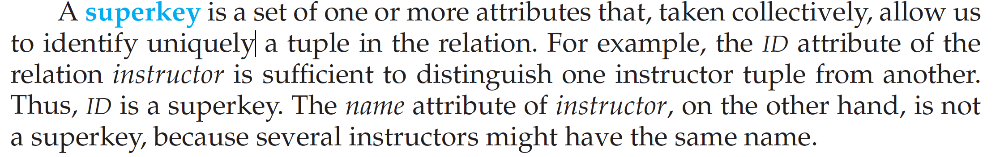 A superkey is a set of one or more attributes that, taken collectively, allow us
to identify uniquely a tuple in the relation. For example, the ID attribute of the
relation instructor is sufficient to distinguish one instructor tuple from another.
Thus, ID is a superkey. The name attribute of instructor, on the other hand, is not
a superkey, because several instructors might have the same name.